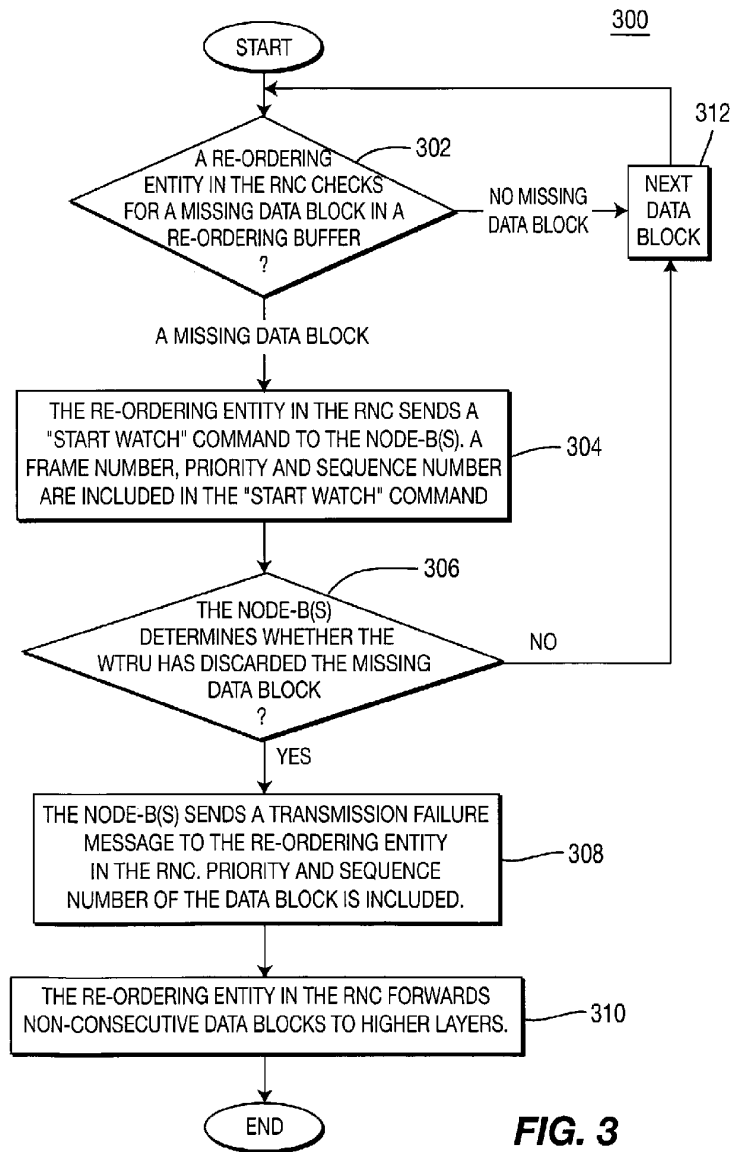 300
START
302
A RE-ORDERING
ENTITY IN THE RNC CHECKS
FOR A MISSING DATA BLOCK IN A
RE-ORDERING BUFFER
?
NO MISSING
DATA BLOCK
312
NEXT
DATA
BLOCK
A MISSING DATA BLOCK
THE RE-ORDERING ENTITY IN THE RNC SENDS A
"START WATCH" COMMAND TO THE NODE-B(S). A
FRAME NUMBER, PRIORITY AND SEQUENCE NUMBER
ARE INCLUDED IN THE "START WATCH" COMMAND
304
306
THE NODE-B(S)
DETERMINES WHETHER THE
WTRU HAS DISCARDED THE MISSING
DATA BLOCK
?
NO
YES
THE NODE-B(S) SENDS A TRANSMISSION FAILURE
MESSAGE TO THE RE-ORDERING ENTITY
IN THE RNC. PRIORITY AND SEQUENCE
NUMBER OF THE DATA BLOCK IS INCLUDED.
308
THE RE-ORDERING ENTITY IN THE RNC FORWARDS
NON-CONSECUTIVE DATA BLOCKS TO HIGHER LAYERS.
310
END
FIG. 3